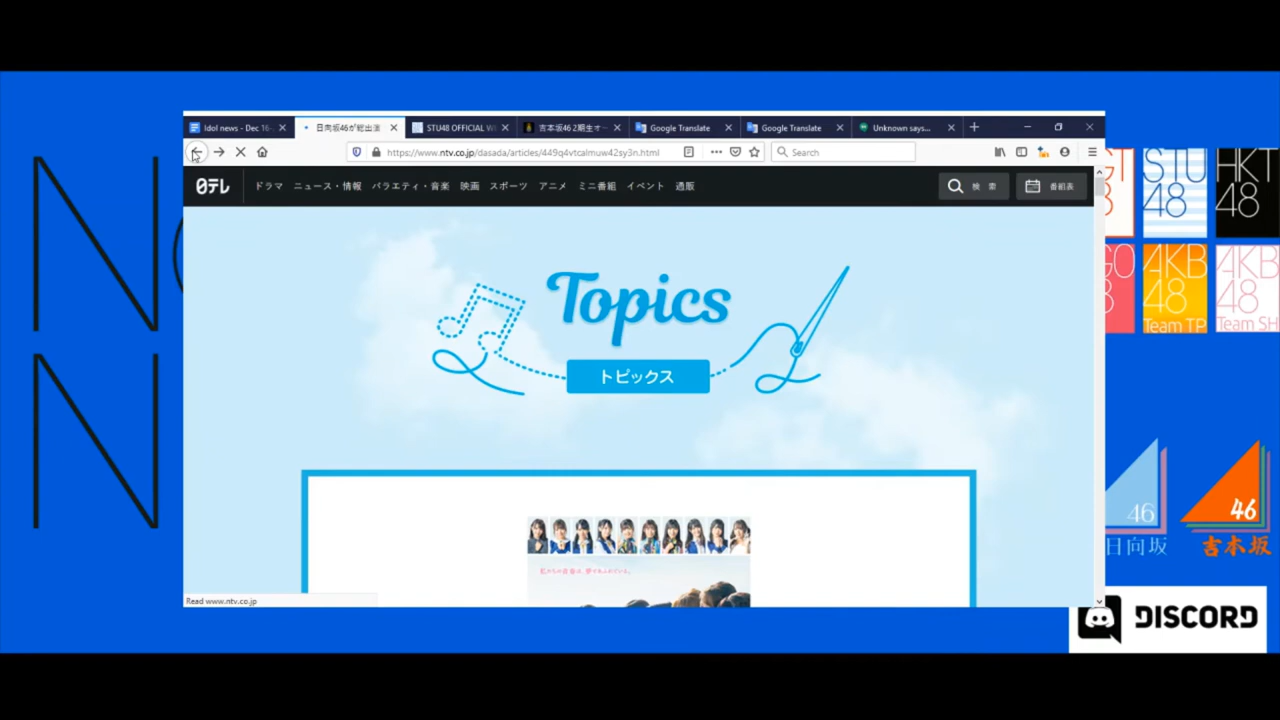 Idol news - Dec 16-
日向坂46が総出演
STU48 OFFICIAL W
吉本坂46 2期生オー
Google Translate
Google Translate
Unknown says...
https://www.ntv.co.jp/dasada/articles/449q4vtcalmuw42sy3n.html
Search
日テレ
ドラマ
ニュース・情報
バラエティ・音楽
映画
スポーツ
アニメ
ミニ番組
イベント
通販
検索
番組表
Topics
トピックス
Read www.ntv.co.jp
N
N
STU
48
HKT
48
AKB
48
Team TP
AKB
48
Team SH
46
日向坂
46
吉本坂
DISCORD